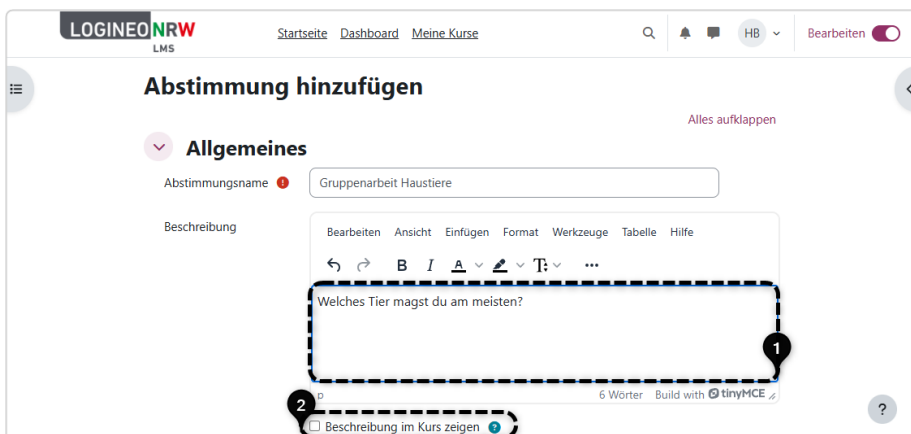 LOGINEO NRW
LMS
Startseite Dashboard Meine Kurse HB Bearbeiten
Abstimmung hinzufügen
Alles aufklappen
Allgemeines
Abstimmungsname ! Gruppenarbeit Haustiere
Beschreibung
Bearbeiten Ansicht Einfügen Format Werkzeuge Tabelle Hilfe
B I A T ...
Welches Tier magst du am meisten?
1
p 6 Wörter Build with tinyMCE
2
Beschreibung im Kurs zeigen ?
?